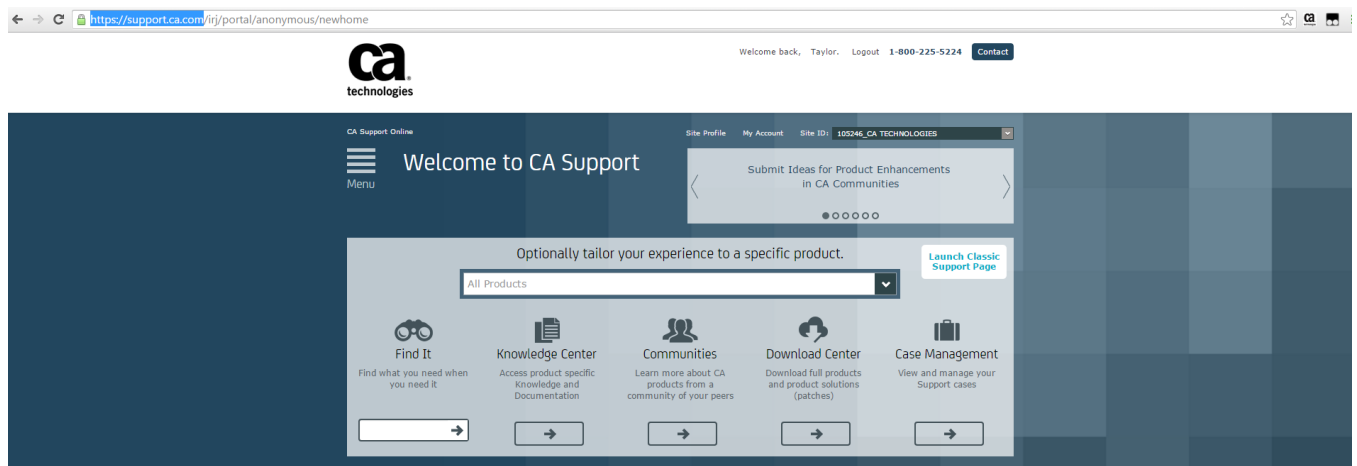 https://support.ca.com/irj/portal/anonymous/newhome
ca
ca.
technologies
Welcome back, Taylor. Logout 1-800-225-5224 Contact
CA Support Online
Site Profile My Account Site ID: 105246_CA TECHNOLOGIES
Menu
Welcome to CA Support
Submit Ideas for Product Enhancements
in CA Communities
Optionally tailor your experience to a specific product.
Launch Classic
Support Page
All Products
Find It
Find what you need when
you need it
Knowledge Center
Access product specific
Knowledge and
Documentation
Communities
Learn more about CA
products from a
community of your peers
Download Center
Download full products
and product solutions
(patches)
Case Management
View and manage your
Support cases